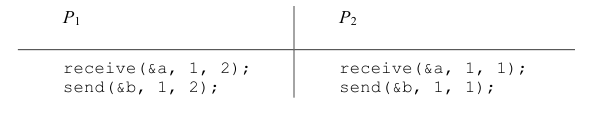 P1 P2
receive(&a, 1, 2); receive(&a, 1, 1);
send(&b, 1, 2); send(&b, 1, 1);